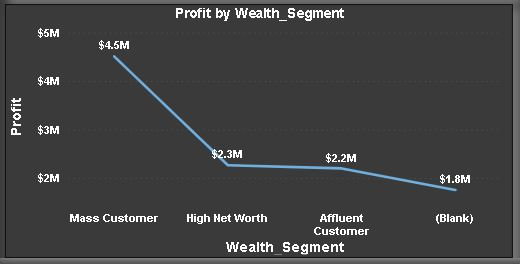 Profit by Wealth_Segment
$5M
$4M
$3M
$2M
Profit
$4.5M
$2.3M
$2.2M
$1.8M
Mass Customer
High Net Worth
Affluent
Customer
(Blank)
Wealth_Segment